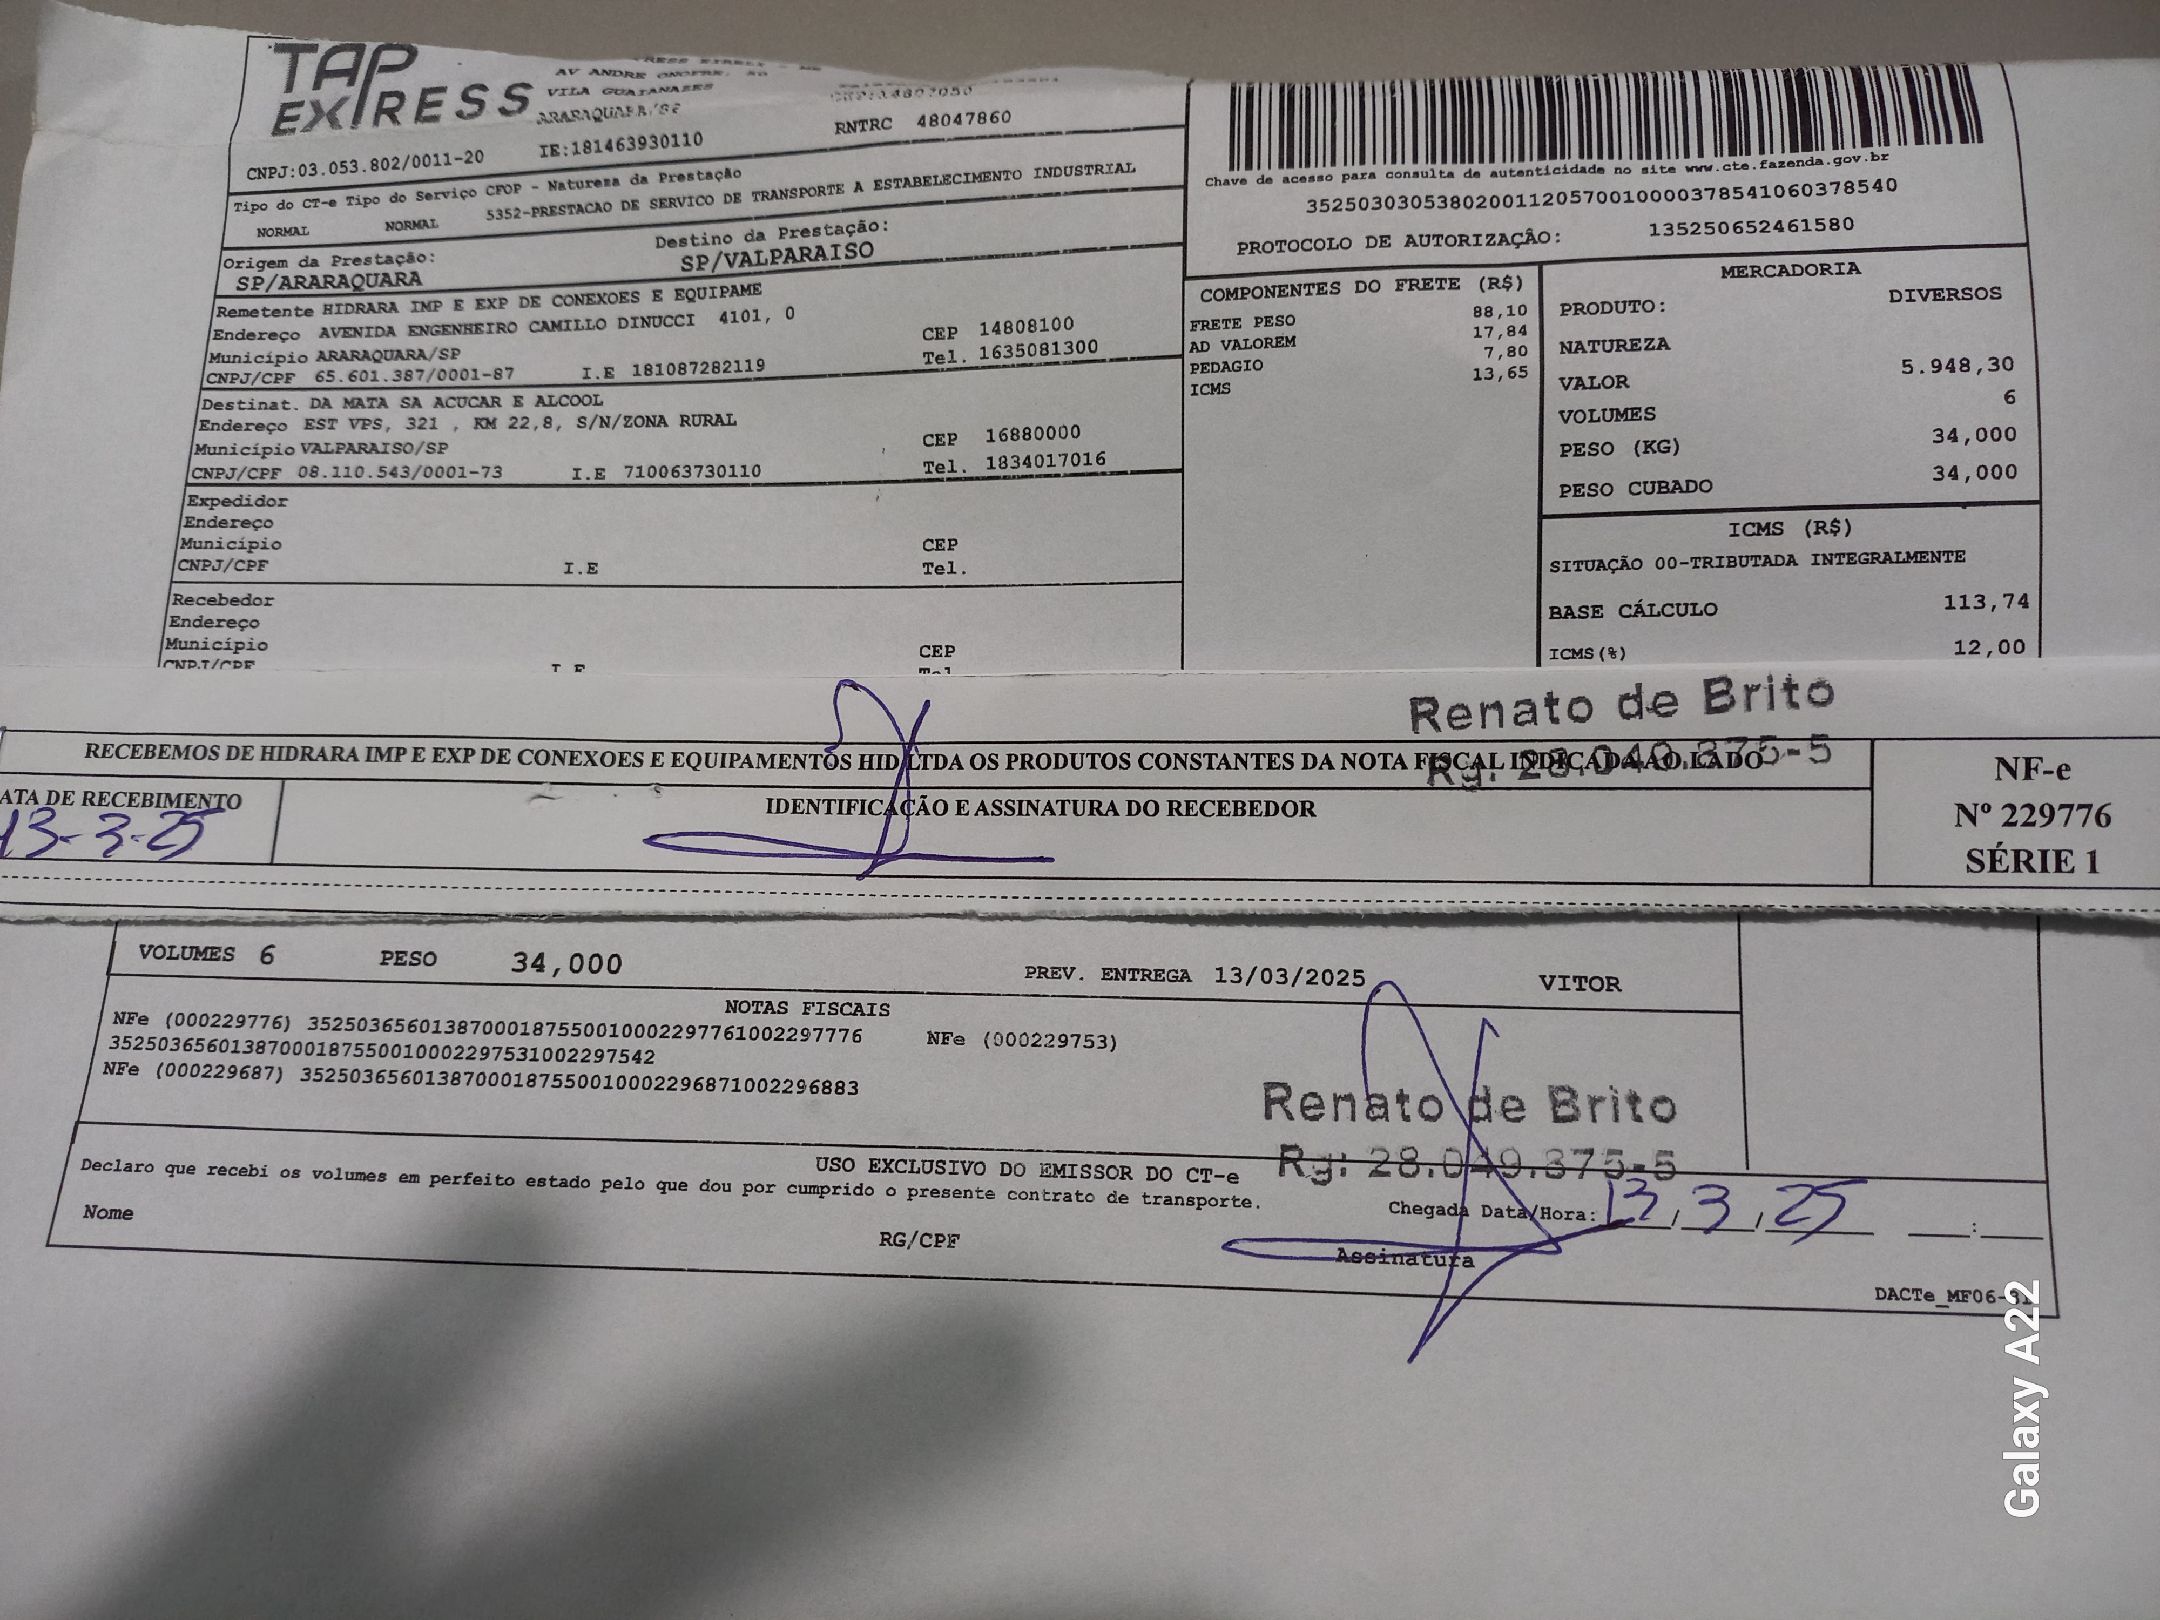 TAP
EXPRESS
AV ANDRE ONOFRE,
VILA GUAIANASES
ARARAQUARA/SP
CNPJ:03.053.802/0011-20 IE:181463930110 RNTRC 48047860
Tipo do CT-e Tipo do Serviço CFOP - Natureza da Prestação
NORMAL NORMAL 5352-PRESTACAO DE SERVICO DE TRANSPORTE A ESTABELECIMENTO INDUSTRIAL
Origem da Prestação: Destino da Prestação:
SP/ARARAQUARA SP/VALPARAISO
Remetente HIDRARA IMP E EXP DE CONEXOES E EQUIPAME
Endereço AVENIDA ENGENHEIRO CAMILLO DINUCCI 4101, 0
Município ARARAQUARA/SP CEP 14808100
CNPJ/CPF 65.601.387/0001-87 I.E 181087282119 Tel. 1635081300
Destinat. DA MATA SA ACUCAR E ALCOOL
Endereço EST VPS, 321 , KM 22,8, S/N/ZONA RURAL
Município VALPARAISO/SP CEP 16880000
CNPJ/CPF 08.110.543/0001-73 I.E 710063730110 Tel. 1834017016
Expedidor
Endereço
Município CEP
CNPJ/CPF I.E Tel.
Recebedor
Endereço
Município CEP
CNPJ/CPF I.E Tel
Chave de acesso para consulta de autenticidade no site www.cte.fazenda.gov.br
35250303053802001120570010000378541060378540
PROTOCOLO DE AUTORIZAÇÃO: 135250652461580
COMPONENTES DO FRETE (R$)
FRETE PESO 88,10
AD VALOREM 17,84
PEDAGIO 7,80
ICMS 13,65
MERCADORIA
PRODUTO: DIVERSOS
NATUREZA
VALOR 5.948,30
VOLUMES 6
PESO (KG) 34,000
PESO CUBADO 34,000
ICMS (R$)
SITUAÇÃO 00-TRIBUTADA INTEGRALMENTE
BASE CÁLCULO 113,74
ICMS(%) 12,00
Renato de Brito
Rg: 28.049.375-5
RECEBEMOS DE HIDRARA IMP E EXP DE CONEXOES E EQUIPAMENTOS HID LTDA OS PRODUTOS CONSTANTES DA NOTA FISCAL INDICADA AO LADO
ATA DE RECEBIMENTO IDENTIFICAÇÃO E ASSINATURA DO RECEBEDOR
13-3-25
NF-e
Nº 229776
SÉRIE 1
VOLUMES 6 PESO 34,000 PREV. ENTREGA 13/03/2025 VITOR
NOTAS FISCAIS
NFe (000229776) 35250365601387000187550010002297761002297776 NFe (000229753)
35250365601387000187550010002297531002297542
NFe (000229687) 35250365601387000187550010002296871002296883
Renato de Brito
Rg: 28.049.375-5
USO EXCLUSIVO DO EMISSOR DO CT-e
Declaro que recebi os volumes em perfeito estado pelo que dou por cumprido o presente contrato de transporte.
Chegada Data/Hora: 13/3/25 :
Nome RG/CPF Assinatura
DACTe_MF06-
Galaxy A22